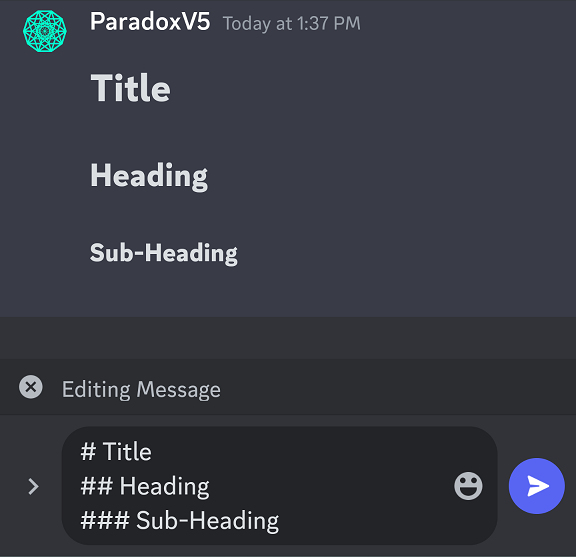 ParadoxV5 Today at 1:37 PM
Title
Heading
Sub-Heading
Editing Message
# Title
## Heading
### Sub-Heading